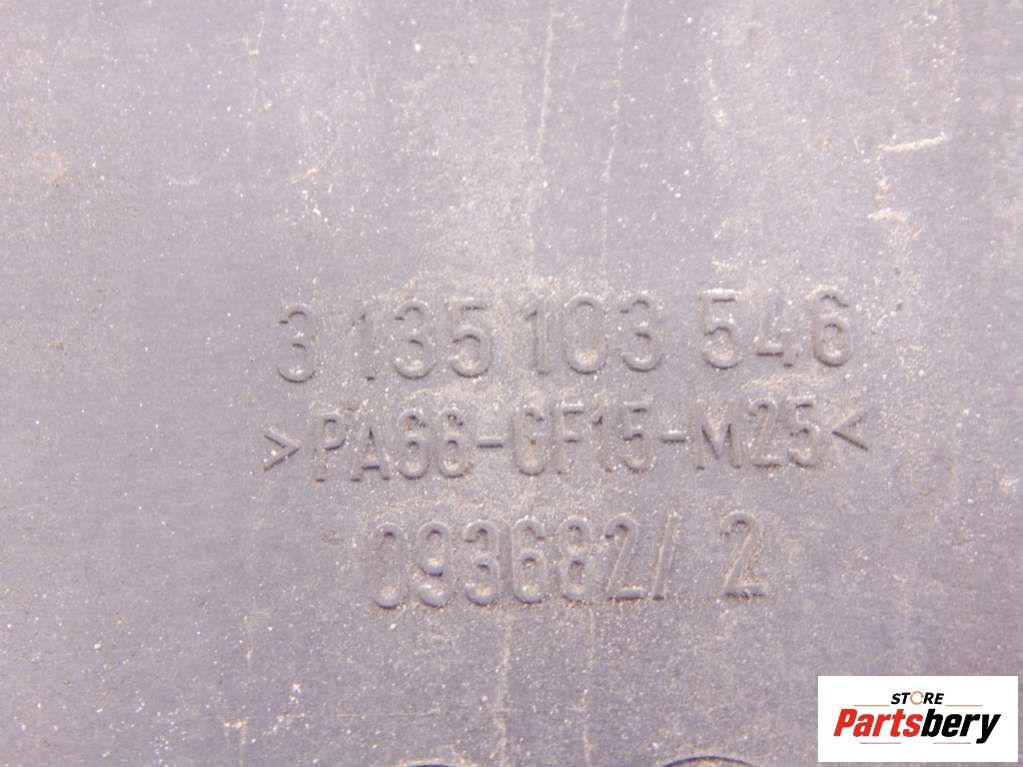 3 135 103 546
>PA66-GF15-M25<
093682/ 2
STORE
Partsbery